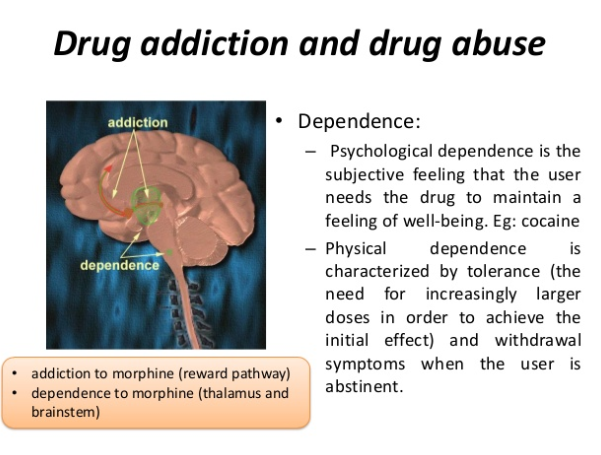 Drug addiction and drug abuse
addiction
dependence
• addiction to morphine (reward pathway)
• dependence to morphine (thalamus and
brainstem)
• Dependence:
– Psychological dependence is the
subjective feeling that the user
needs the drug to maintain a
feeling of well-being. Eg: cocaine
– Physical dependence is
characterized by tolerance (the
need for increasingly larger
doses in order to achieve the
initial effect) and withdrawal
symptoms when the user is
abstinent.